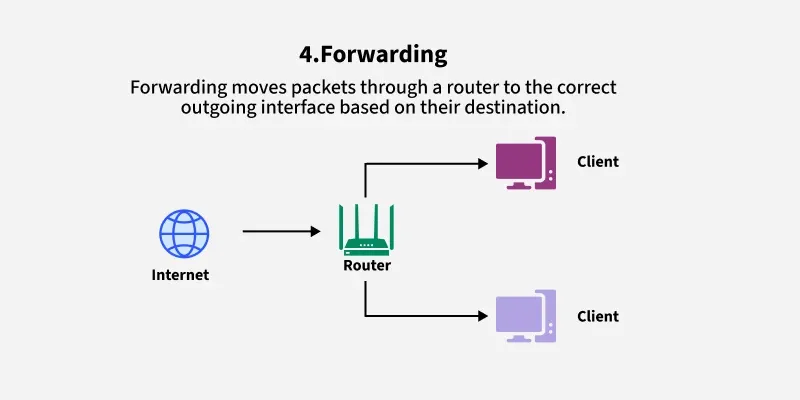 4.Forwarding
Forwarding moves packets through a router to the correct
outgoing interface based on their destination.
Client
Internet
Router
Client